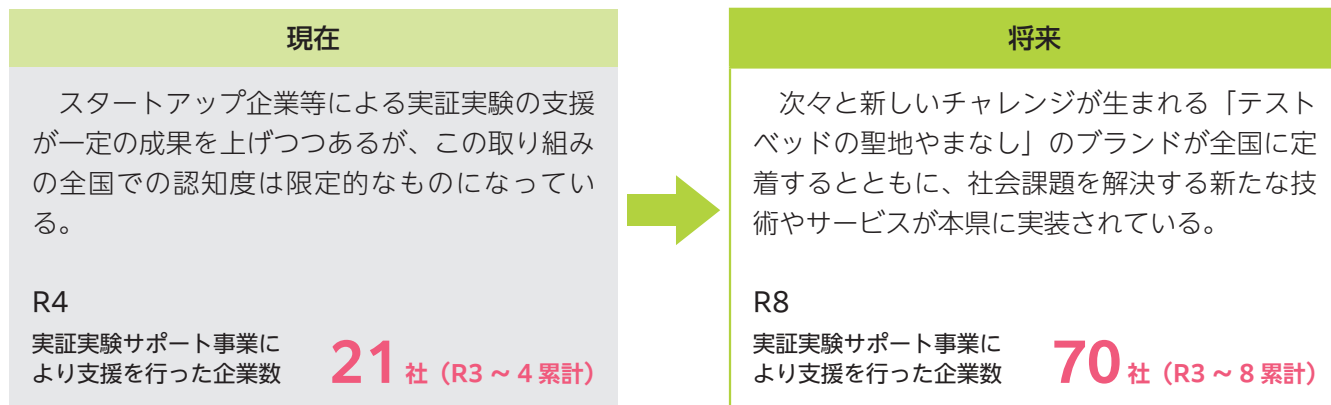 現在
スタートアップ企業等による実証実験の支援
が一定の成果を上げつつあるが、この取り組み
の全国での認知度は限定的なものになってい
る。
R4
実証実験サポート事業に
より支援を行った企業数
21社（R3～4累計）
将来
次々と新しいチャレンジが生まれる「テスト
ベッドの聖地やまなし」のブランドが全国に定
着するとともに、社会課題を解決する新たな技
術やサービスが本県に実装されている。
R8
実証実験サポート事業に
より支援を行った企業数
70社（R3～8累計）